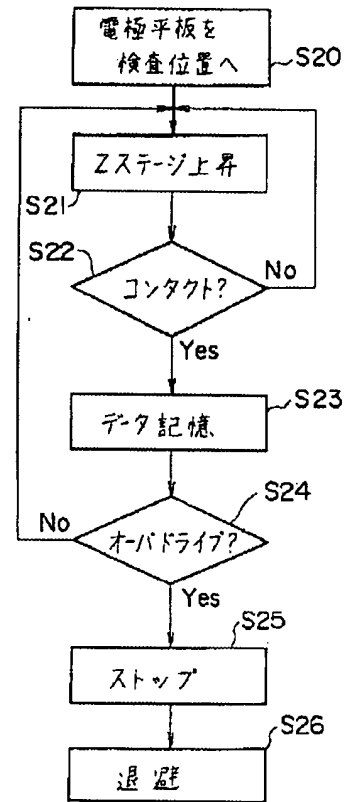 電極平板を
検査位置へ
S20
Zステージ上昇
S21
S22
コンタクト?
No
Yes
データ記憶
S23
S24
オーバドライブ?
No
Yes
S25
ストップ
S26
退避